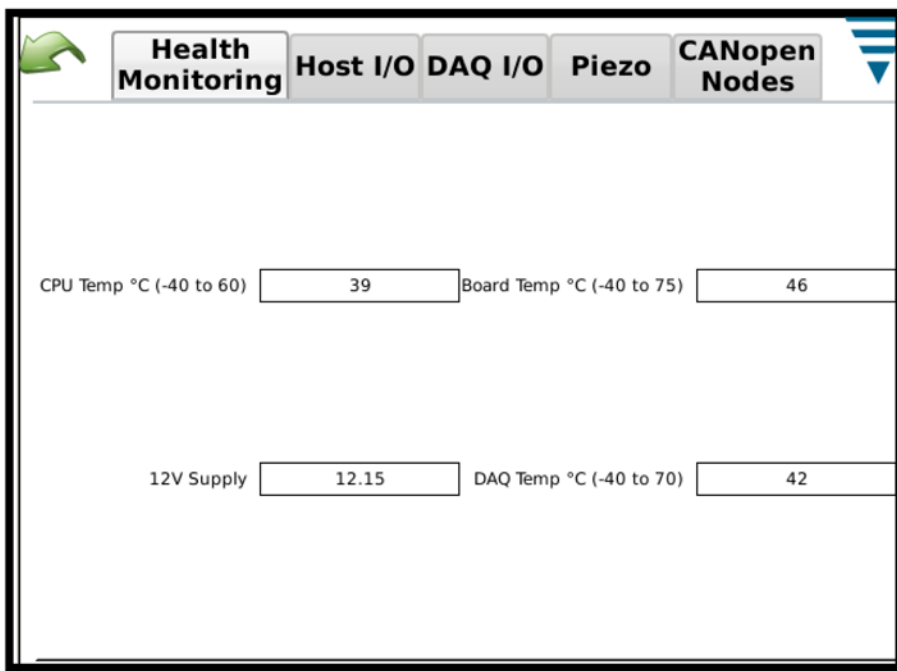 Health
Monitoring
Host I/O
DAQ I/O
Piezo
CANopen
Nodes
CPU Temp °C (-40 to 60) 39 Board Temp °C (-40 to 75) 46
12V Supply 12.15 DAQ Temp °C (-40 to 70) 42